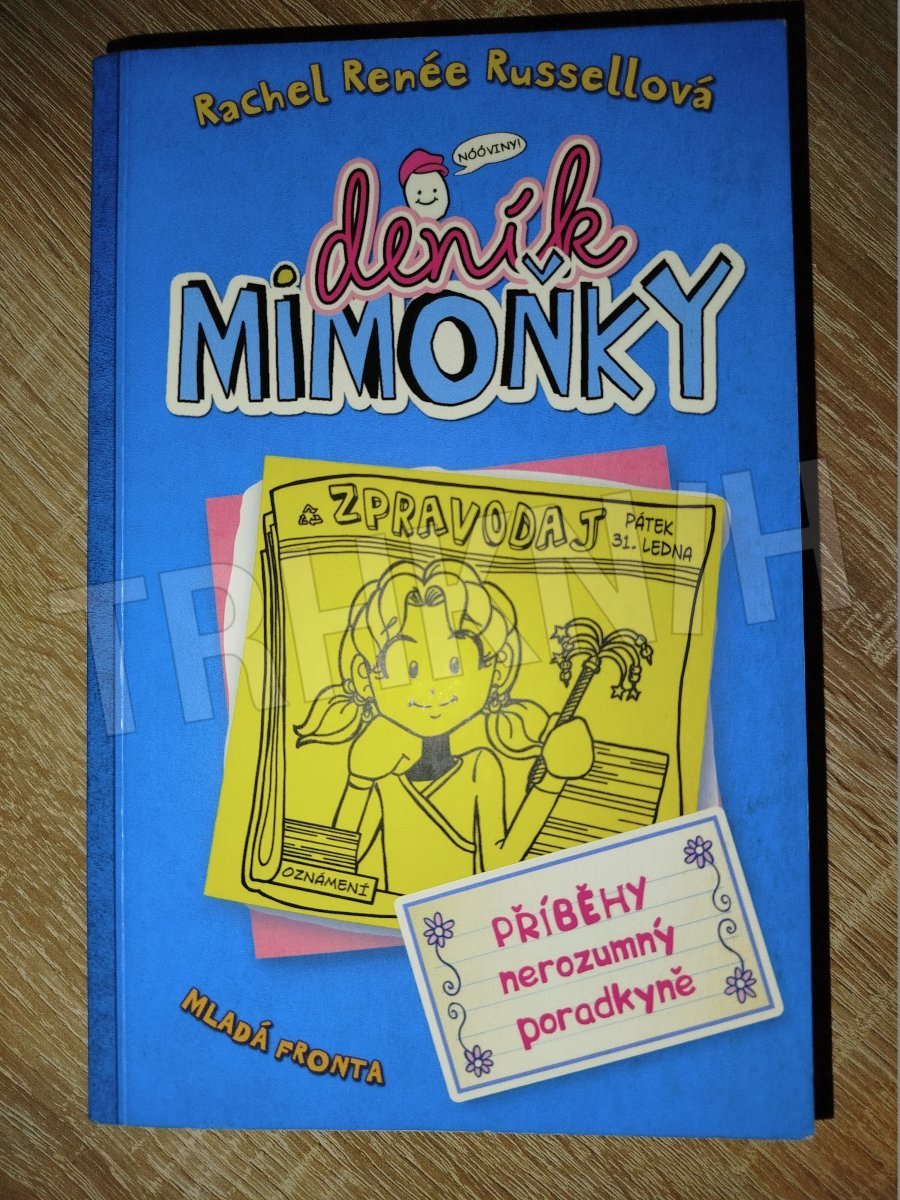 Rachel Renée Russellová
NÓÓVINY!
deník
MIMOŇKY
ZPRAVODAJ
PÁTEK
31. LEDNA
TRHKNIH
OZNÁMENÍ
PŘÍBĚHY
nerozumný
poradkyně
MLADÁ FRONTA